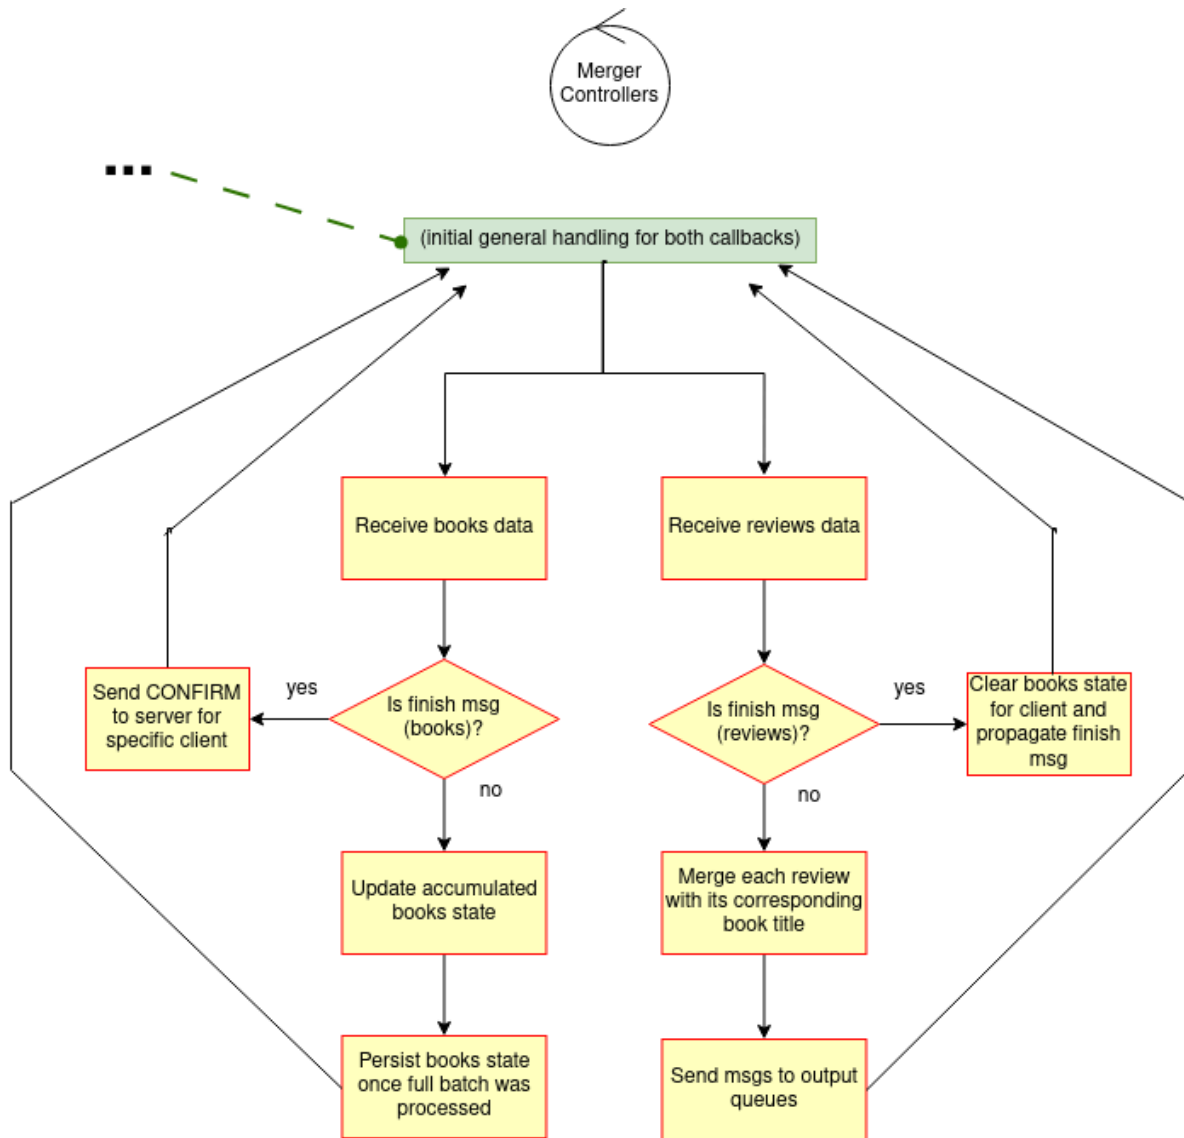 Merger
Controllers
...
(initial general handling for both callbacks)
Receive books data
Receive reviews data
Send CONFIRM
to server for
specific client
yes
Is finish msg
(books)?
Is finish msg
(reviews)?
yes
Clear books state
for client and
propagate finish
msg
no
no
Update accumulated
books state
Merge each review
with its corresponding
book title
Persist books state
once full batch was
processed
Send msgs to output
queues